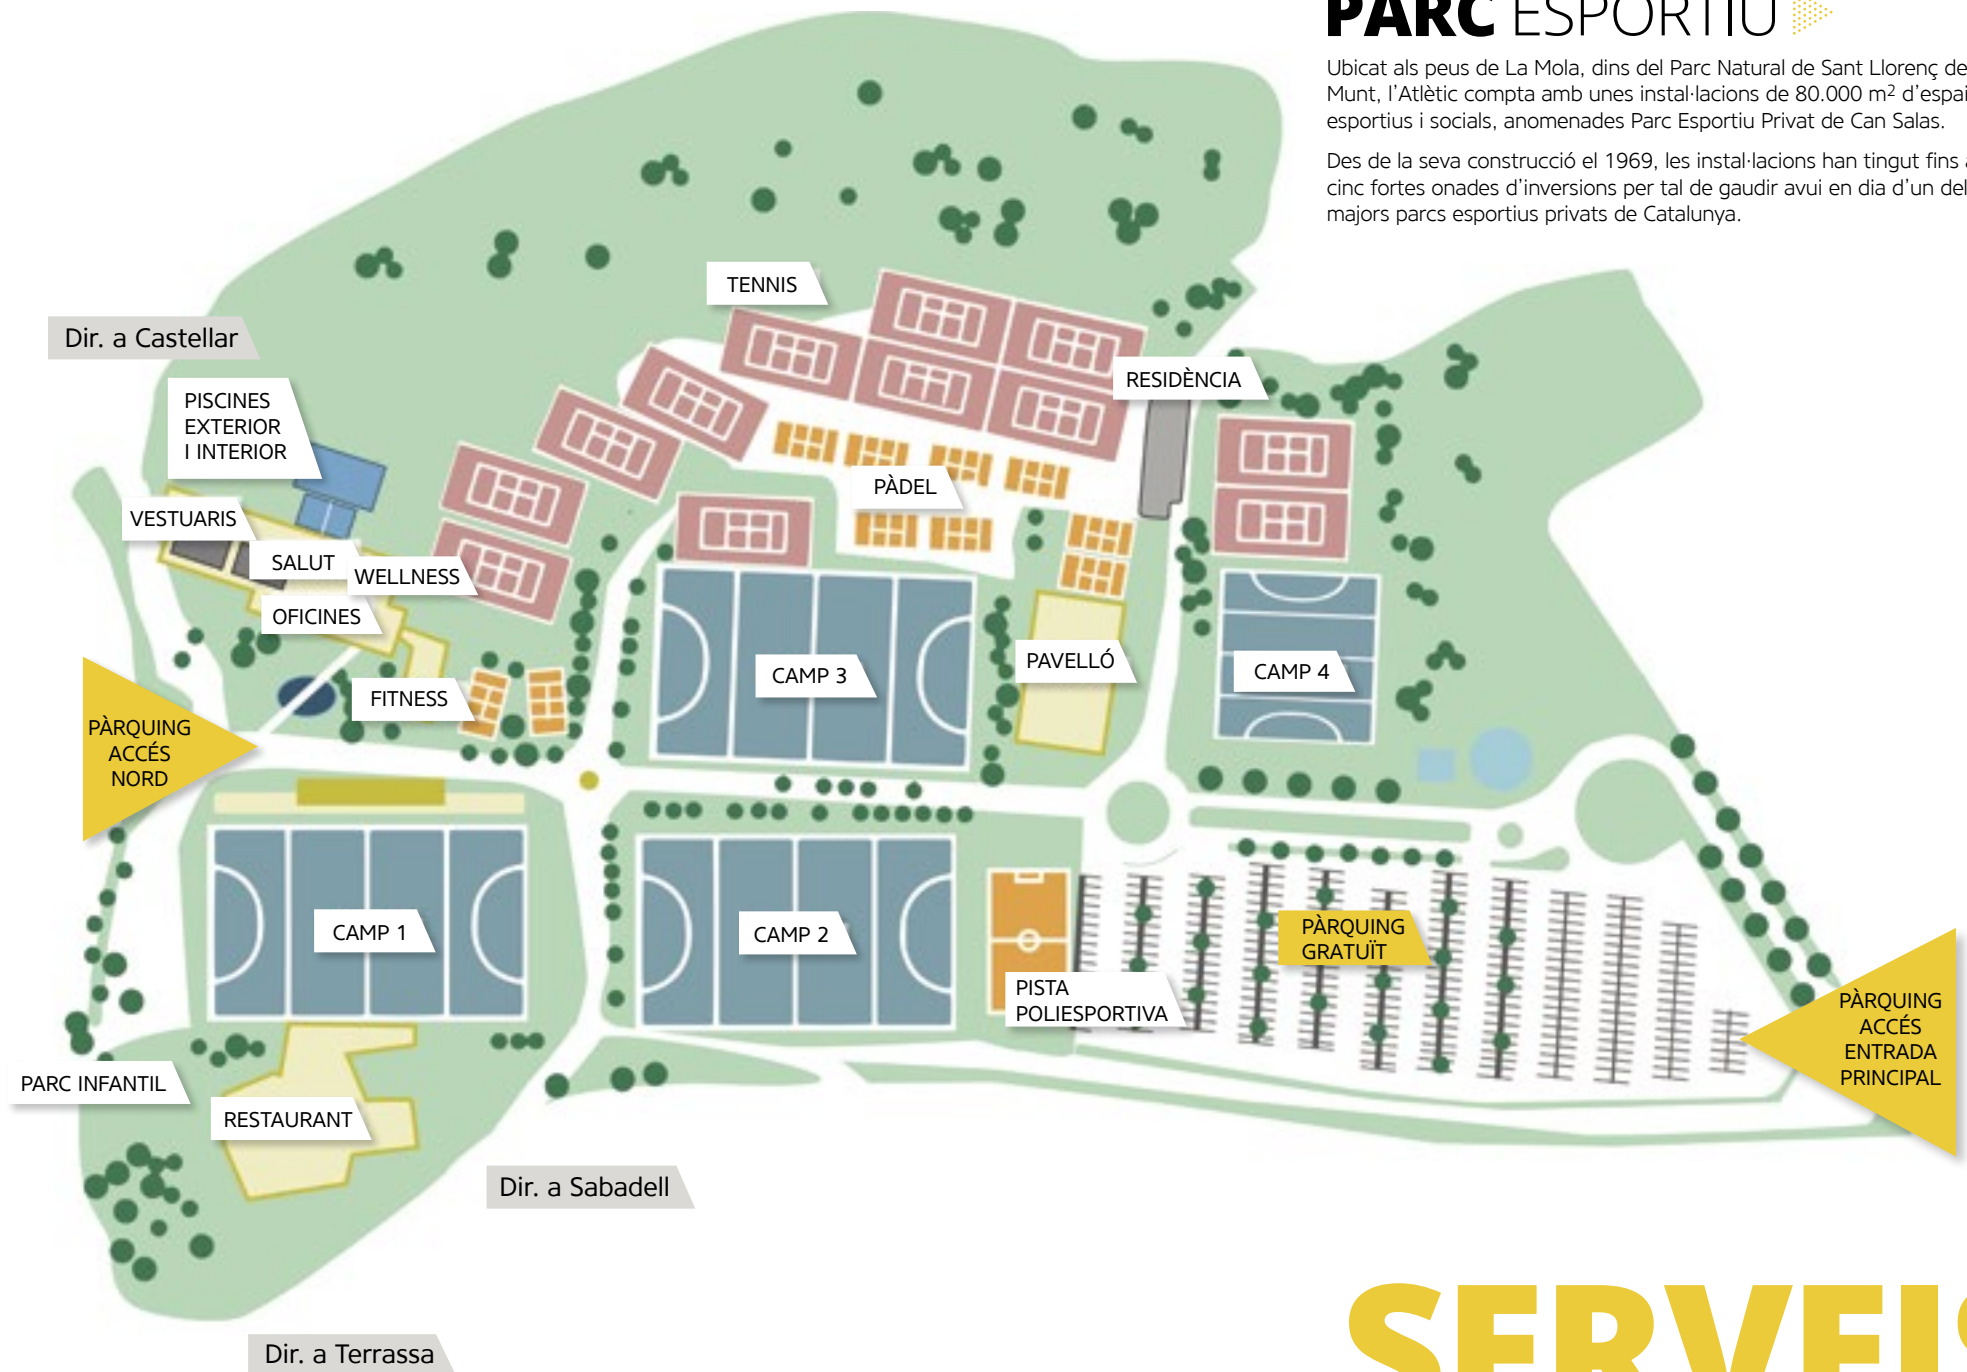 PARC ESPORTIU
Ubicat als peus de La Mola, dins del Parc Natural de Sant Llorenç de
Munt, l’Atlètic compta amb unes instal·lacions de 80.000 m² d’espai
esportius i socials, anomenades Parc Esportiu Privat de Can Salas.
Des de la seva construcció el 1969, les instal·lacions han tingut fins a
cinc fortes onades d’inversions per tal de gaudir avui en dia d’un del
majors parcs esportius privats de Catalunya.
TENNIS
Dir. a Castellar
RESIDÈNCIA
PISCINES
EXTERIOR
I INTERIOR
PÀDEL
VESTUARIS
SALUT
WELLNESS
OFICINES
PAVELLÓ
CAMP 3
CAMP 4
FITNESS
PÀRQUING
ACCÉS
NORD
CAMP 1
CAMP 2
PÀRQUING
GRATUÏT
PISTA
POLIESPORTIVA
PÀRQUING
ACCÉS
ENTRADA
PRINCIPAL
PARC INFANTIL
RESTAURANT
Dir. a Sabadell
Dir. a Terrassa
SERVEIS